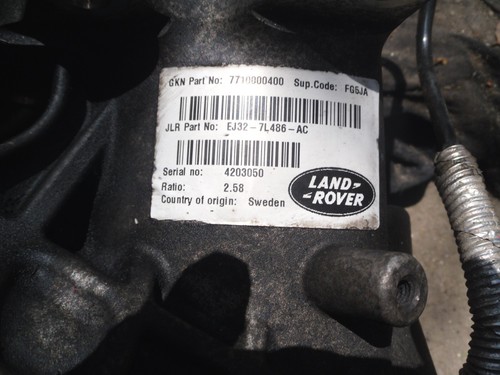 GKN Part No: 7710000400 Sup.Code: FG5JA
JLR Part No: EJ32-7L486-AC
Serial no: 4203050
Ratio: 2.58
Country of origin: Sweden
LAND-
-ROVER